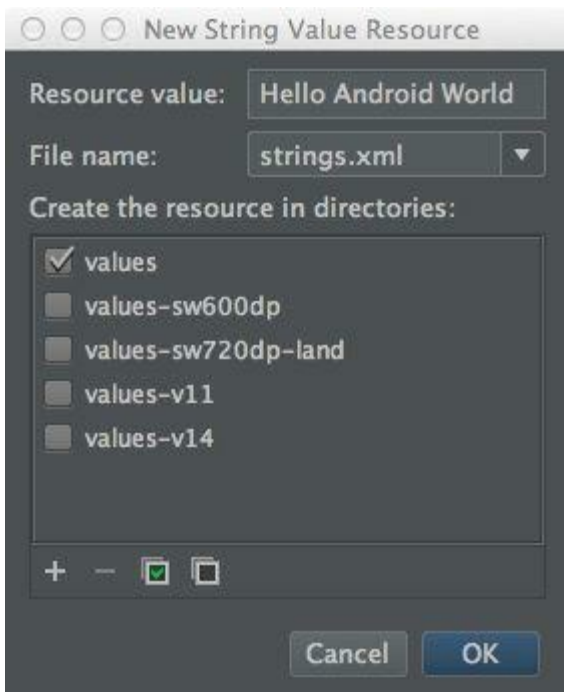 New String Value Resource
Resource value: Hello Android World
File name: strings.xml
Create the resource in directories:
values
values-sw600dp
values-sw720dp-land
values-v11
values-v14
Cancel OK